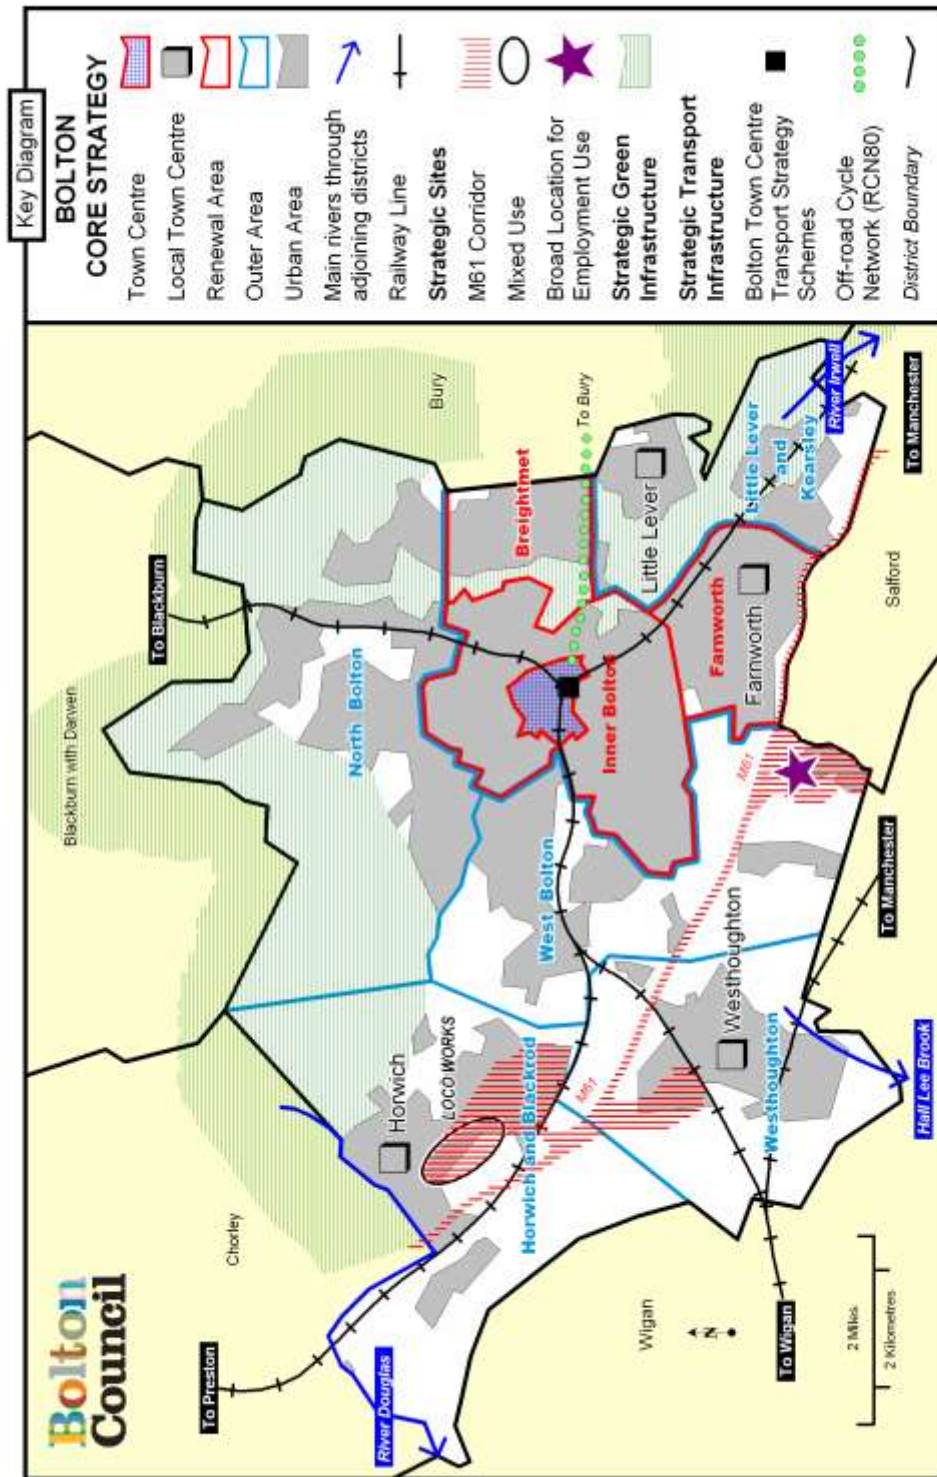 Key Diagram
BOLTON
CORE STRATEGY
Town Centre
Local Town Centre
Renewal Area
Outer Area
Urban Area
Main rivers through
adjoining districts
Railway Line
Strategic Sites
M61 Corridor
Mixed Use
Broad Location for
Employment Use
Strategic Green
Infrastructure
Strategic Transport
Infrastructure
Bolton Town Centre
Transport Strategy
Schemes
Off-road Cycle
Network (RCN80)
District Boundary
Bolton
Council
To Preston
River Douglas
Chorley
Horwich
LOCO WORKS
Horwich and Blackrod
M61
Wigan
N
To Wigan
2 Miles
2 Kilometres
Blackburn with Darwen
To Blackburn
North Bolton
West Bolton
Westhoughton
Westhoughton
Hall Lee Brook
To Manchester
M61
Inner Bolton
Breightmet
Bury
To Bury
Little Lever
Little Lever
and
Kearsley
Farnworth
Farnworth
River Irwell
To Manchester
Salford